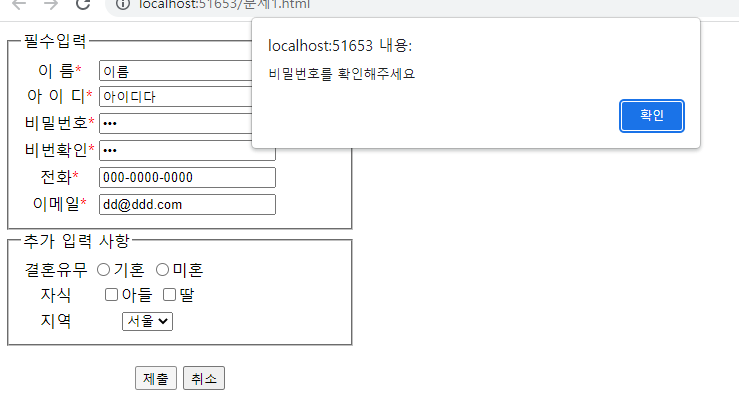 localhost:51653/문제1.html
localhost:51653 내용:
비밀번호를 확인해주세요
확인
필수입력
이 름* 이름
아 이 디* 아이디다
비밀번호* •••
비번확인* •••
전화* 000-0000-0000
이메일* dd@ddd.com
추가 입력 사항
결혼유무 기혼 미혼
자식 아들 딸
지역 서울
제출 취소